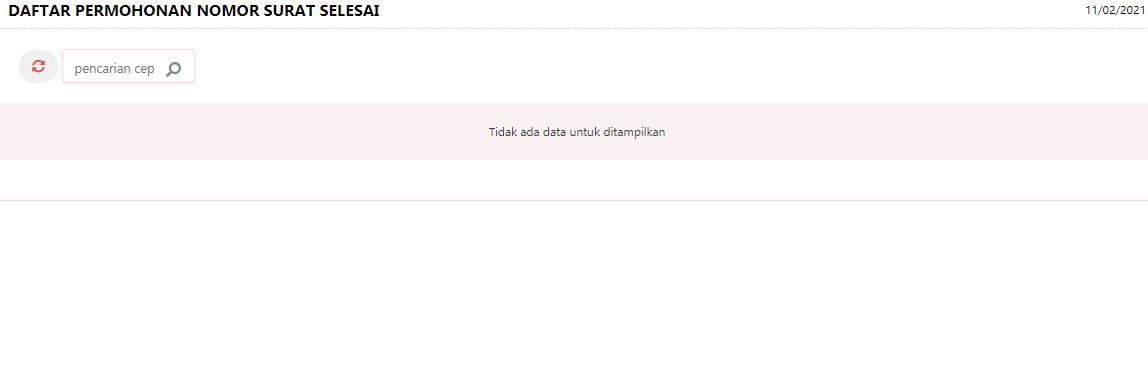 DAFTAR PERMOHONAN NOMOR SURAT SELESAI 11/02/2021
pencarian cep
Tidak ada data untuk ditampilkan